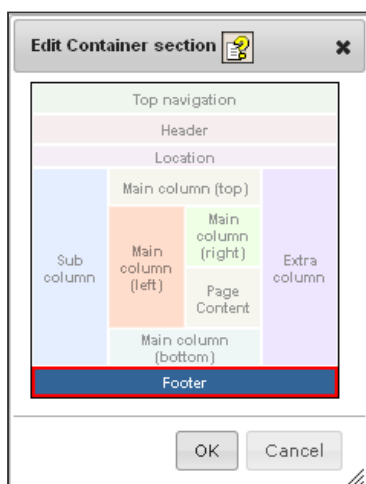 Edit Container section
Top navigation
Header
Location
Main column (top)
Sub
column
Main
column
(left)
Main
column
(right)
Page
Content
Extra
column
Main column
(bottom)
Footer
OK
Cancel